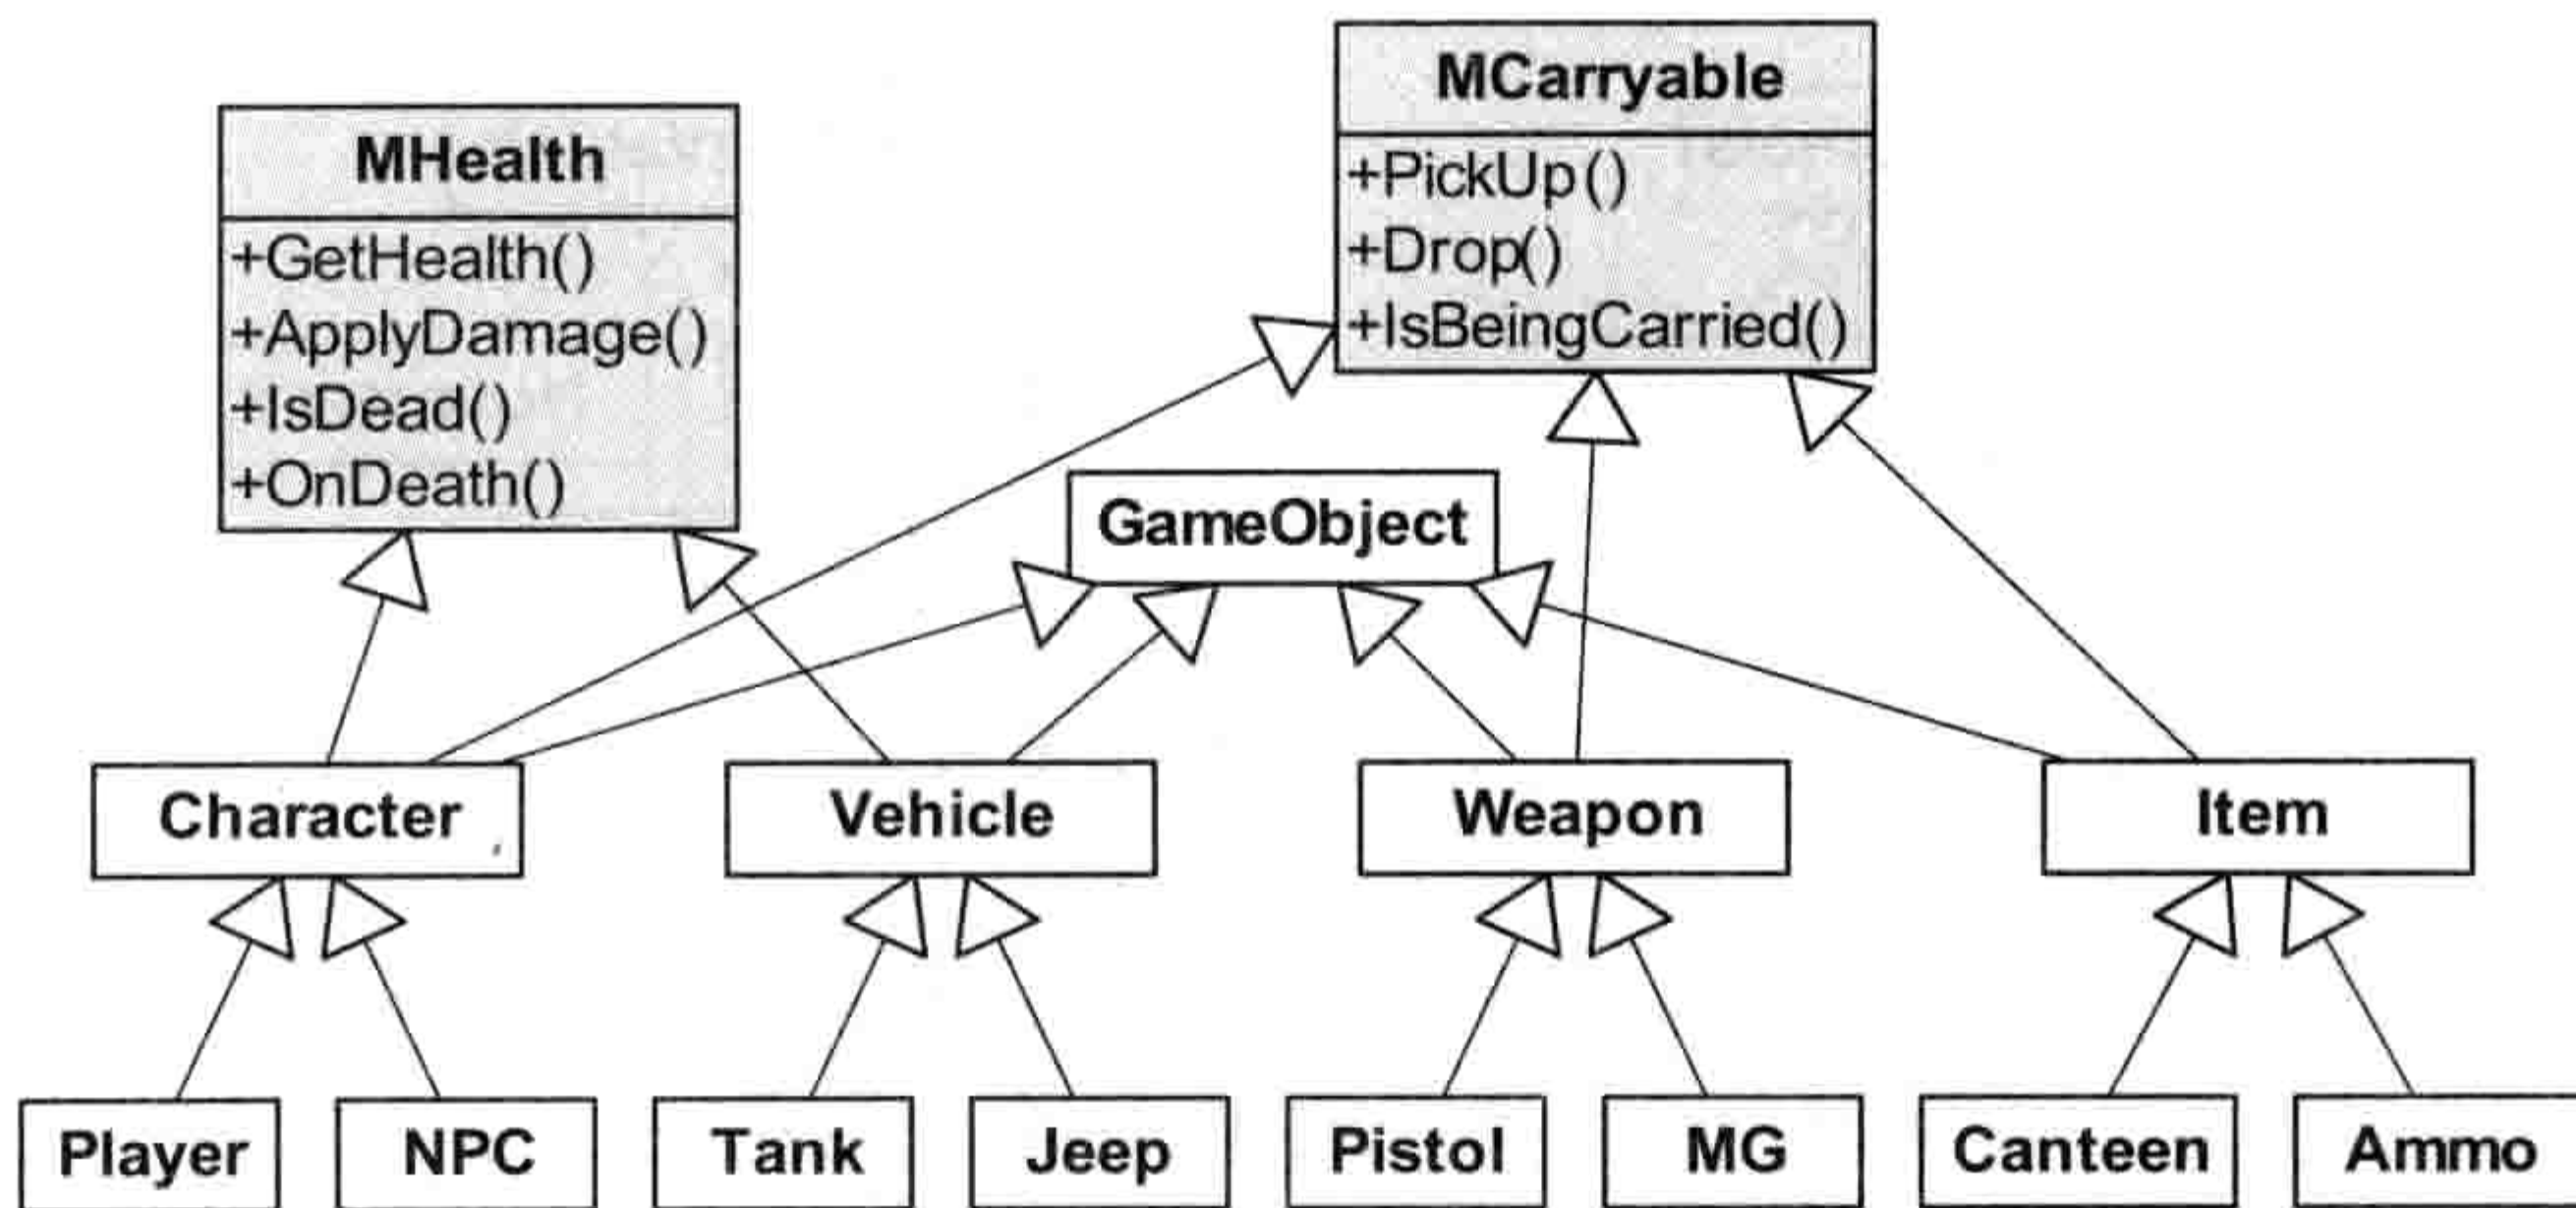 MCarryable
+PickUp()
+Drop()
+IsBeingCarried()
MHealth
+GetHealth()
+ApplyDamage()
+IsDead()
+OnDeath()
GameObject
Character
Vehicle
Weapon
Item
Player
NPC
Tank
Jeep
Pistol
MG
Canteen
Ammo